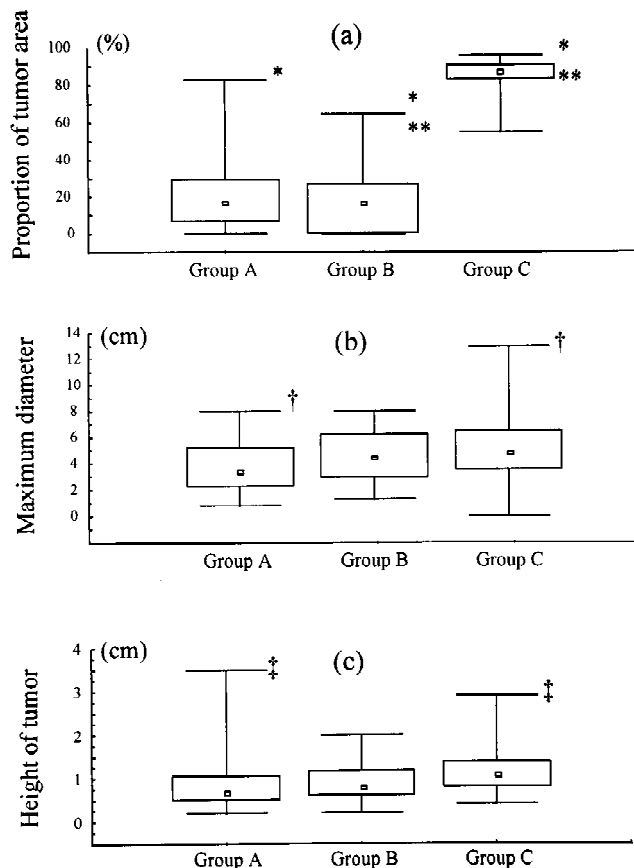 (%)
(a)
Proportion of tumor area
100
80
60
40
20
0
*
*
**
*
**
Group A
Group B
Group C
(cm)
(b)
Maximum diameter
14
12
10
8
6
4
2
0
†
†
Group A
Group B
Group C
(cm)
(c)
Height of tumor
4
3
2
1
0
‡
‡
Group A
Group B
Group C